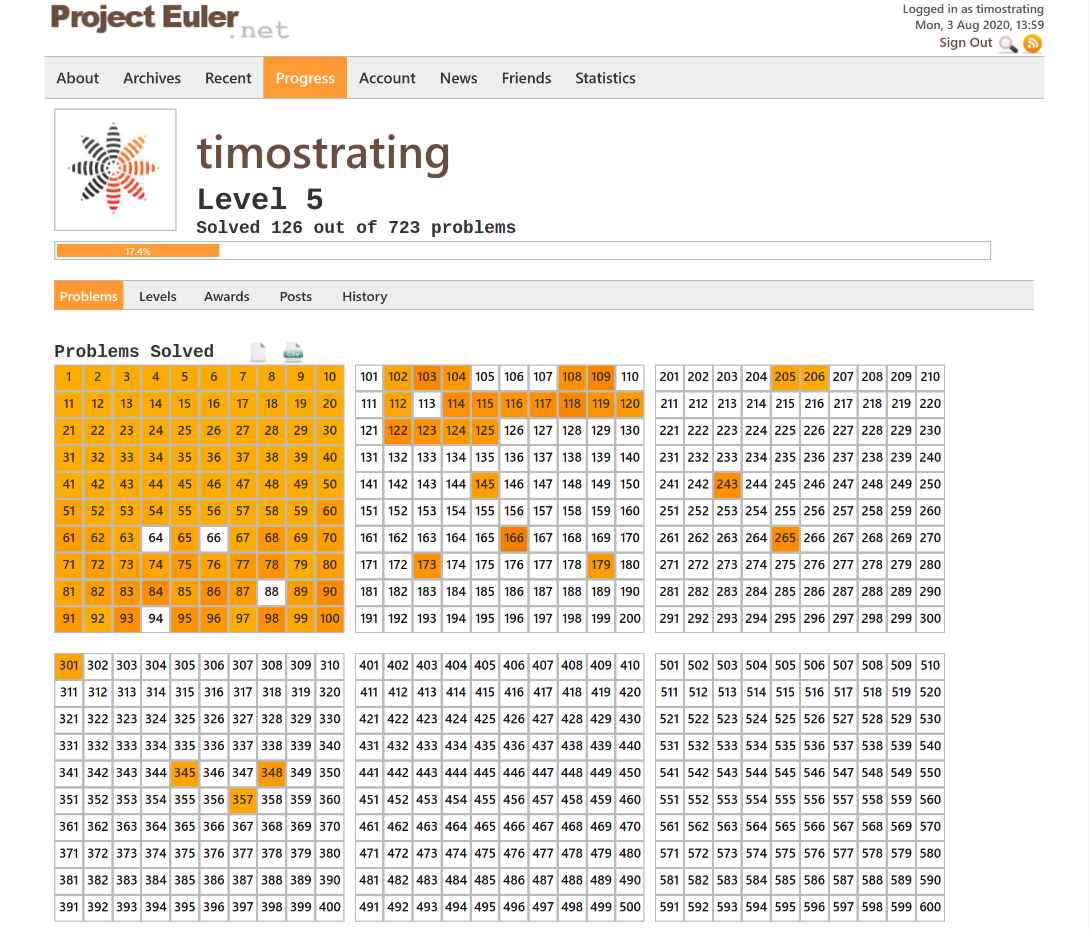 Project Euler.net
Logged in as timostrating
Mon, 3 Aug 2020, 13:59
Sign Out
About Archives Recent Progress Account News Friends Statistics
timostrating
Level 5
Solved 126 out of 723 problems
17.4%
Problems Levels Awards Posts History
Problems Solved CSV
1 2 3 4 5 6 7 8 9 10 101 102 103 104 105 106 107 108 109 110 201 202 203 204 205 206 207 208 209 210
11 12 13 14 15 16 17 18 19 20 111 112 113 114 115 116 117 118 119 120 211 212 213 214 215 216 217 218 219 220
21 22 23 24 25 26 27 28 29 30 121 122 123 124 125 126 127 128 129 130 221 222 223 224 225 226 227 228 229 230
31 32 33 34 35 36 37 38 39 40 131 132 133 134 135 136 137 138 139 140 231 232 233 234 235 236 237 238 239 240
41 42 43 44 45 46 47 48 49 50 141 142 143 144 145 146 147 148 149 150 241 242 243 244 245 246 247 248 249 250
51 52 53 54 55 56 57 58 59 60 151 152 153 154 155 156 157 158 159 160 251 252 253 254 255 256 257 258 259 260
61 62 63 64 65 66 67 68 69 70 161 162 163 164 165 166 167 168 169 170 261 262 263 264 265 266 267 268 269 270
71 72 73 74 75 76 77 78 79 80 171 172 173 174 175 176 177 178 179 180 271 272 273 274 275 276 277 278 279 280
81 82 83 84 85 86 87 88 89 90 181 182 183 184 185 186 187 188 189 190 281 282 283 284 285 286 287 288 289 290
91 92 93 94 95 96 97 98 99 100 191 192 193 194 195 196 197 198 199 200 291 292 293 294 295 296 297 298 299 300
301 302 303 304 305 306 307 308 309 310 401 402 403 404 405 406 407 408 409 410 501 502 503 504 505 506 507 508 509 510
311 312 313 314 315 316 317 318 319 320 411 412 413 414 415 416 417 418 419 420 511 512 513 514 515 516 517 518 519 520
321 322 323 324 325 326 327 328 329 330 421 422 423 424 425 426 427 428 429 430 521 522 523 524 525 526 527 528 529 530
331 332 333 334 335 336 337 338 339 340 431 432 433 434 435 436 437 438 439 440 531 532 533 534 535 536 537 538 539 540
341 342 343 344 345 346 347 348 349 350 441 442 443 444 445 446 447 448 449 450 541 542 543 544 545 546 547 548 549 550
351 352 353 354 355 356 357 358 359 360 451 452 453 454 455 456 457 458 459 460 551 552 553 554 555 556 557 558 559 560
361 362 363 364 365 366 367 368 369 370 461 462 463 464 465 466 467 468 469 470 561 562 563 564 565 566 567 568 569 570
371 372 373 374 375 376 377 378 379 380 471 472 473 474 475 476 477 478 479 480 571 572 573 574 575 576 577 578 579 580
381 382 383 384 385 386 387 388 389 390 481 482 483 484 485 486 487 488 489 490 581 582 583 584 585 586 587 588 589 590
391 392 393 394 395 396 397 398 399 400 491 492 493 494 495 496 497 498 499 500 591 592 593 594 595 596 597 598 599 600